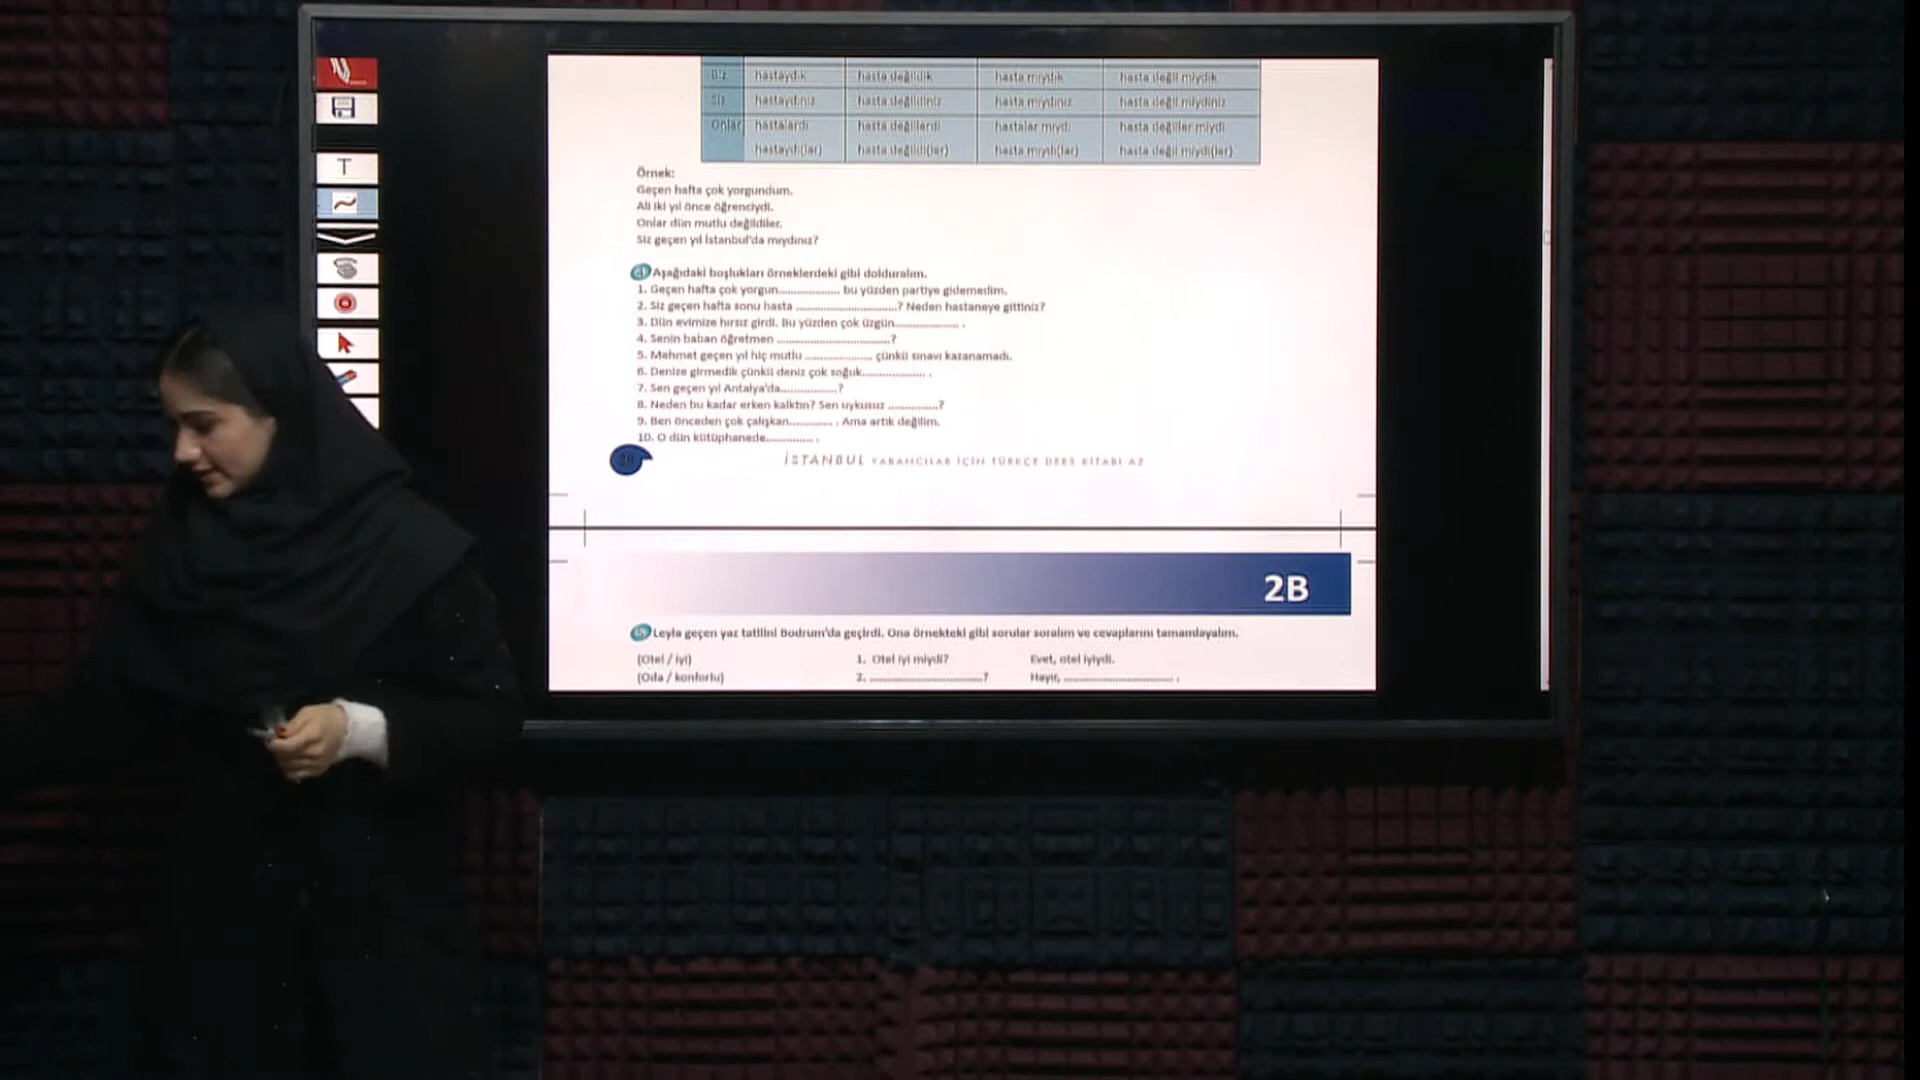 Biz hastaydık hasta değildik hasta mıydık hasta değil miydik
Siz hastaydınız hasta değildiniz hasta mıydınız hasta değil miydiniz
Onlar hastalardı hasta değillerdi hastalar mıydı hasta değiller miydi
hastaydı(lar) hasta değildi(ler) hasta mıydı(lar) hasta değil miydi(ler)
Örnek:
Geçen hafta çok yorgundum.
Ali iki yıl önce öğrenciydi.
Onlar dün mutlu değildiler.
Siz geçen yıl İstanbul'da mıydınız?
Aşağıdaki boşlukları örneklerdeki gibi dolduralım.
1. Geçen hafta çok yorgun.................. bu yüzden partiye gidemedim.
2. Siz geçen hafta sonu hasta ..............................? Neden hastaneye gittiniz?
3. Dün evimize hırsız girdi. Bu yüzden çok üzgün................... .
4. Senin baban öğretmen .................................?
5. Mehmet geçen yıl hiç mutlu .................... çünkü sınavı kazanamadı.
6. Denize girmedik çünkü deniz çok soğuk................... .
7. Sen geçen yıl Antalya'da.................?
8. Neden bu kadar erken kalktın? Sen uykusuz ...............?
9. Ben önceden çok çalışkan............. . Ama artık değilim.
10. O dün kütüphanede.............. .
İSTANBUL YABANCILAR İÇİN TÜRKÇE DERS KİTABI A2
2B
Leyla geçen yaz tatilini Bodrum'da geçirdi. Ona örnekteki gibi sorular soralım ve cevaplarını tamamlayalım.
(Otel / iyi) 1. Otel iyi miydi? Evet, otel iyiydi.
(Oda / konforlu) 2. ..................................? Hayır, ................................. .
T